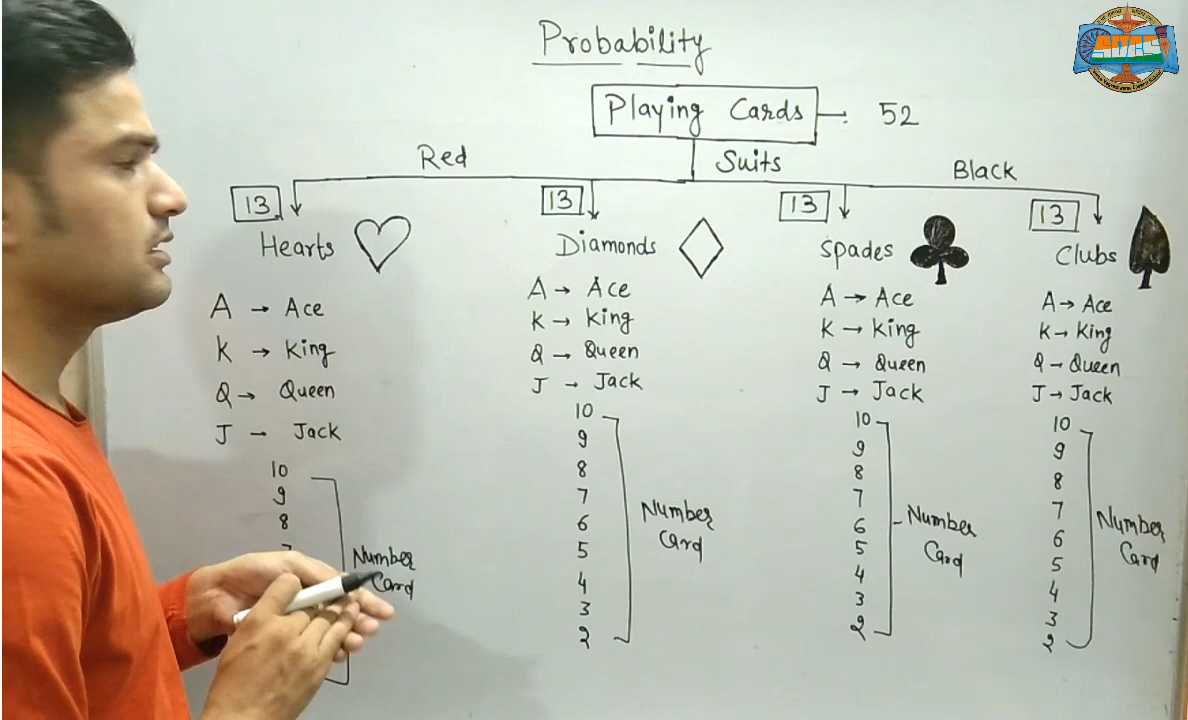 Probability
Playing Cards → 52
Red Suits Black
13 13 13 13
Hearts Diamonds Spades Clubs
A → Ace
K → King
Q → Queen
J → Jack
10
9
8
7
Number
Card
A → Ace
K → King
Q → Queen
J → Jack
10
9
8
7
6
5
4
3
2
Number
Card
A → Ace
K → King
Q → Queen
J → Jack
10
9
8
7
6
5
4
3
2
Number
Card
A → Ace
K → King
Q → Queen
J → Jack
10
9
8
7
6
5
4
3
2
Number
Card